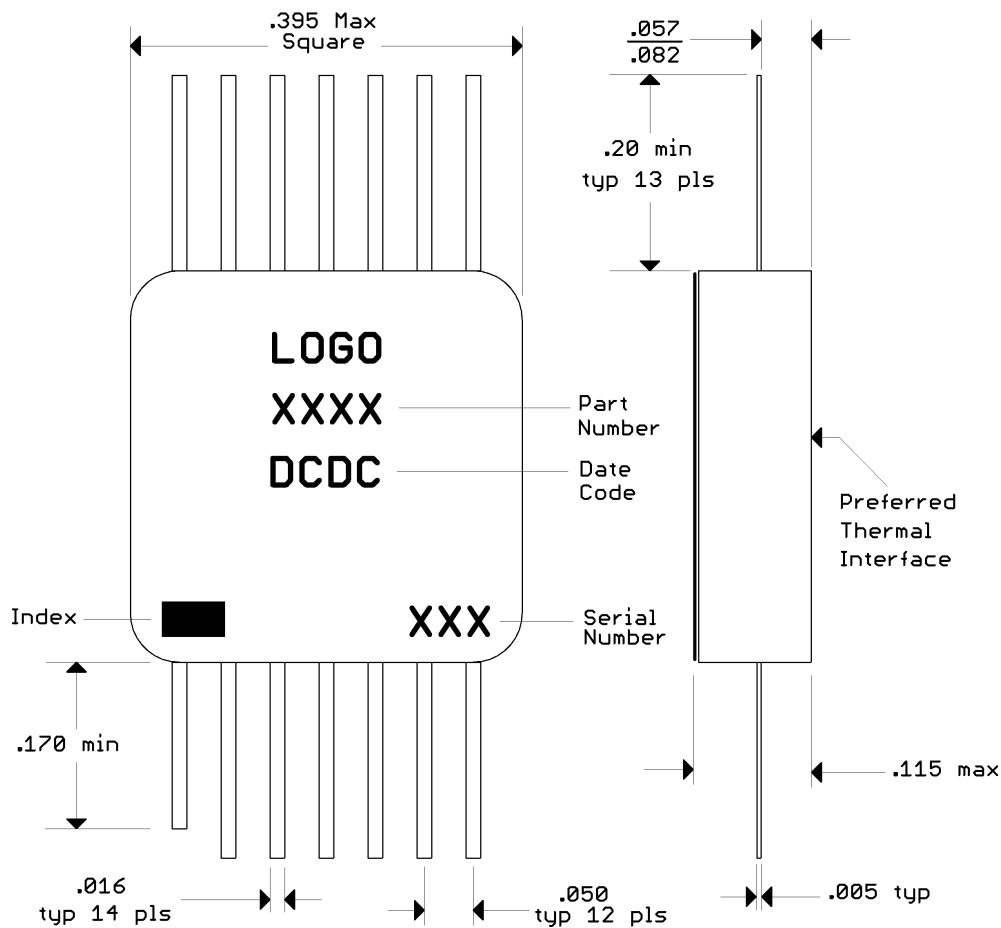 .395 Max
Square
.057
.082
.20 min
typ 13 pls
LOGO
XXXX
Part
Number
DCDC
Date
Code
Preferred
Thermal
Interface
Index
XXX
Serial
Number
.170 min
.115 max
.016
typ 14 pls
.050
typ 12 pls
.005 typ